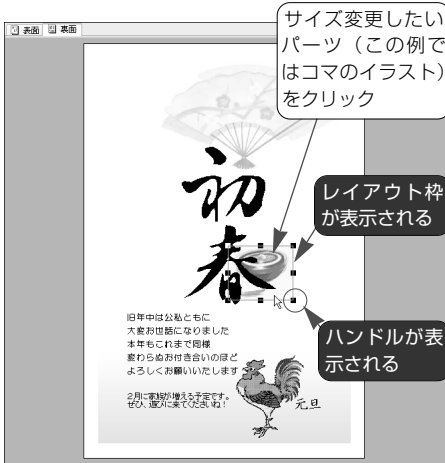 表面 裏面
サイズ変更したい
パーツ（この例で
はコマのイラスト）
をクリック
初
春
レイアウト枠
が表示される
ハンドルが表
示される
旧年中は公私ともに
大変お世話になりました
本年もこれまで同様
変わらぬお付き合いのほど
よろしくお願いいたします
2月に家族が増える予定です。
ぜひ、遊びに来てくださいね！
元旦